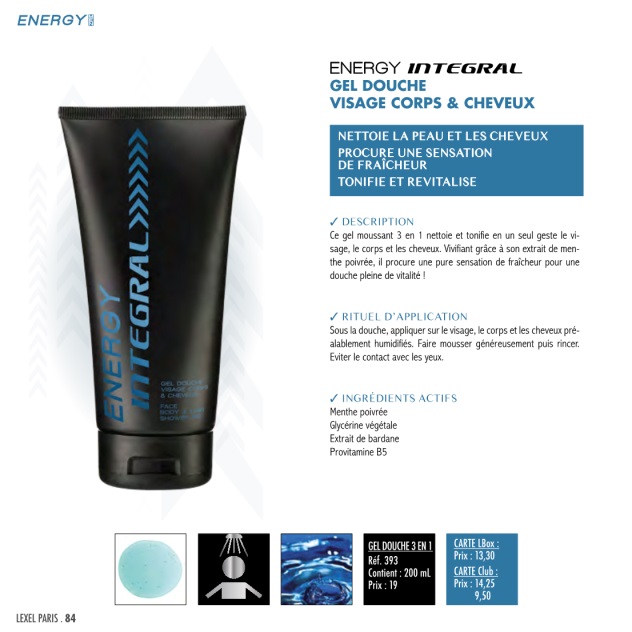 ENERGY
ENERGY INTEGRAL
GEL DOUCHE
VISAGE CORPS & CHEVEUX
NETTOIE LA PEAU ET LES CHEVEUX
PROCURE UNE SENSATION
DE FRAÎCHEUR
TONIFIE ET REVITALISE
✓ DESCRIPTION
Ce gel moussant 3 en 1 nettoie et tonifie en un seul geste le vi-
sage, le corps et les cheveux. Vivifiant grâce à son extrait de men-
the poivrée, il procure une pure sensation de fraîcheur pour une
douche pleine de vitalité !
✓ RITUEL D'APPLICATION
Sous la douche, appliquer sur le visage, le corps et les cheveux pré-
alablement humidifiés. Faire mousser généreusement puis rincer.
Eviter le contact avec les yeux.
✓ INGRÉDIENTS ACTIFS
Menthe poivrée
Glycérine végétale
Extrait de bardane
Provitamine B5
ENERGY
INTEGRAL
GEL DOUCHE
VISAGE CORPS
& CHEVEUX
FACE
BODY & HAIR
SHOWER GEL
GEL DOUCHE 3 EN 1
Réf. 393
Contient : 200 mL
Prix : 19
CARTE LBox :
Prix : 13,30
CARTE Club :
Prix : 14,25
9,50
LEXEL PARIS . 84